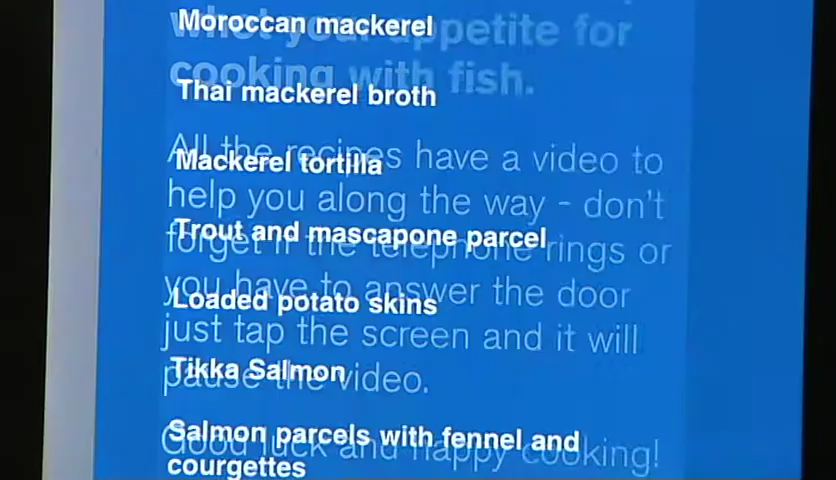 Moroccan mackerel
what your appetite for
cooking with fish.
Thai mackerel broth
All the recipes have a video to
Mackerel tortilla
help you along the way - don't
Trout and mascapone parcel
forget if the telephone rings or
you have to answer the door
Loaded potato skins
just tap the screen and it will
Tikka Salmon
pause the video.
Salmon parcels with fennel and
Good luck and happy cooking!
courgettes